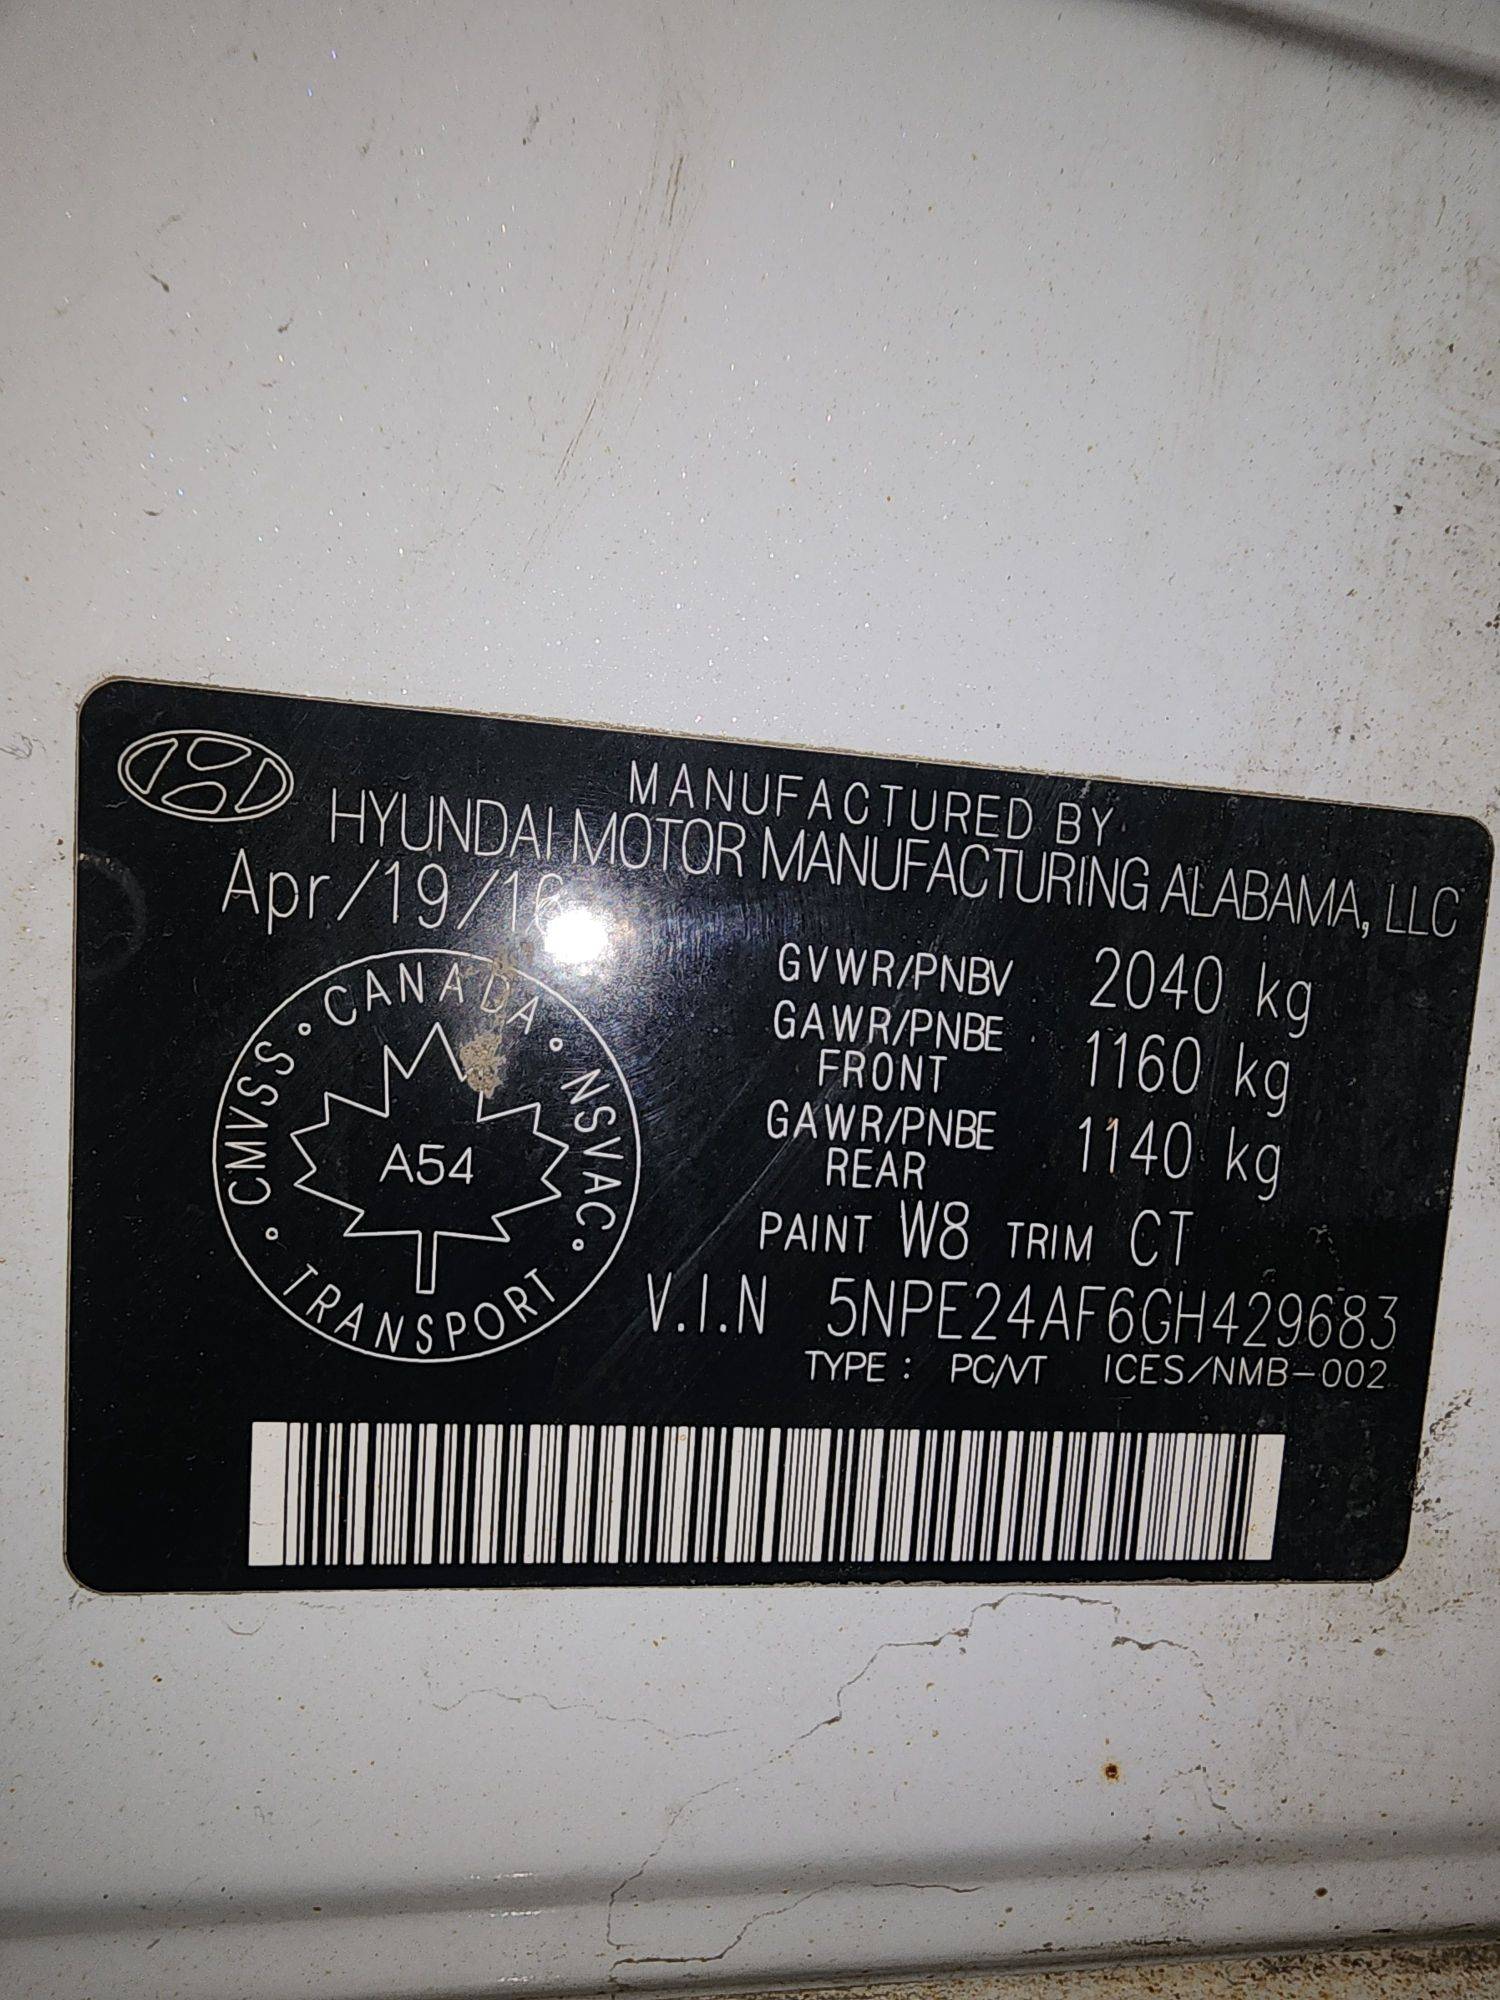 MANUFACTURED BY
HYUNDAI MOTOR MANUFACTURING ALABAMA, LLC
Apr/19/16
GVWR/PNBV 2040 kg
GAWR/PNBE FRONT 1160 kg
GAWR/PNBE REAR 1140 kg
PAINT W8 TRIM CT
V.I.N 5NPE24AF6GH429683
TYPE : PC/VT ICES/NMB-002
CMVSS • CANADA • NSVAC • TRANSPORT •
A54